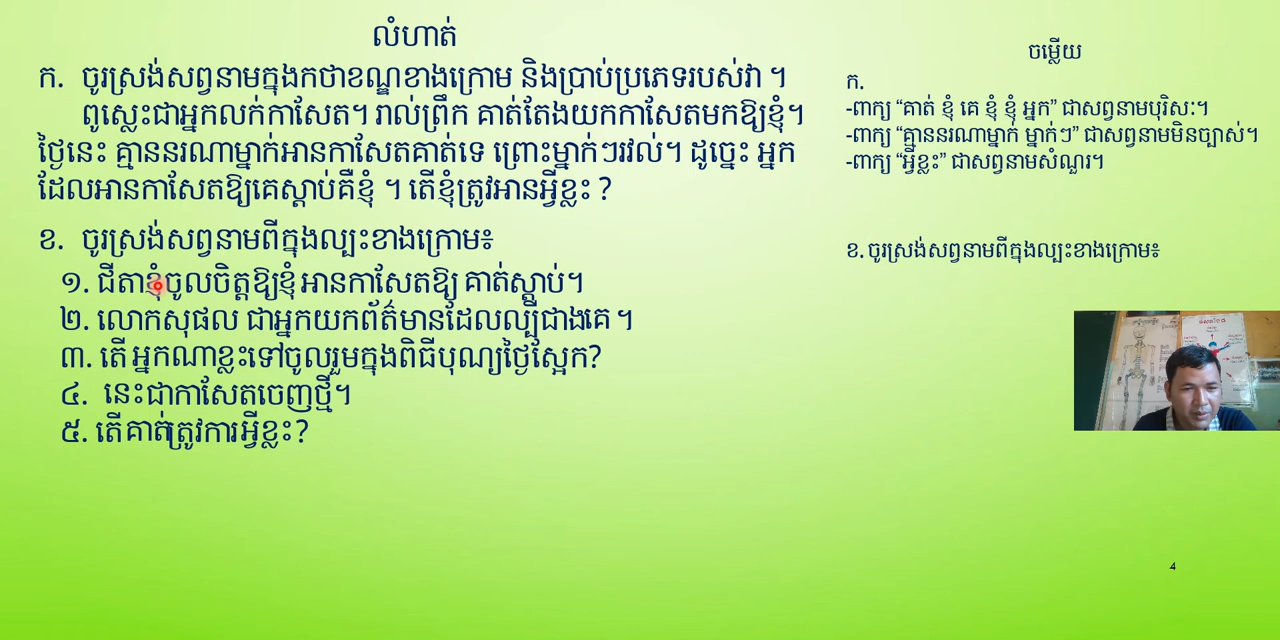 លំហាត់
ក. ចូរស្រង់សព្វនាមក្នុងកថាខណ្ឌខាងក្រោម និងប្រាប់ប្រភេទរបស់វា ។
ពូស្លេះជាអ្នកលក់កាសែត។ រាល់ព្រឹក គាត់តែងយកកាសែតមកឱ្យខ្ញុំ។
ថ្ងៃនេះ គ្មាននរណាម្នាក់អានកាសែតគាត់ទេ ព្រោះម្នាក់ៗរវល់។ ដូច្នេះ អ្នក
ដែលអានកាសែតឱ្យគេស្តាប់គឺខ្ញុំ ។ តើខ្ញុំត្រូវអានអ្វីខ្លះ ?
ខ. ចូរស្រង់សព្វនាមពីក្នុងល្បះខាងក្រោម៖
១. ជីតាខ្ញុំចូលចិត្តឱ្យខ្ញុំអានកាសែតឱ្យ គាត់ស្តាប់។
២. លោកសុផល ជាអ្នកយកព័ត៌មានដែលល្បីជាងគេ ។
៣. តើអ្នកណាខ្លះទៅចូលរួមក្នុងពិធីបុណ្យថ្ងៃស្អែក?
៤. នេះជាកាសែតចេញថ្មី។
៥. តើគាត់ត្រូវការអ្វីខ្លះ?
ចម្លើយ
ក.
-ពាក្យ “គាត់ ខ្ញុំ គេ ខ្ញុំ ខ្ញុំ អ្នក” ជាសព្វនាមបុរិសៈ។
-ពាក្យ “គ្មាននរណាម្នាក់ ម្នាក់ៗ” ជាសព្វនាមមិនច្បាស់។
-ពាក្យ “អ្វីខ្លះ” ជាសព្វនាមសំណួរ។
ខ. ចូរស្រង់សព្វនាមពីក្នុងល្បះខាងក្រោម៖
4